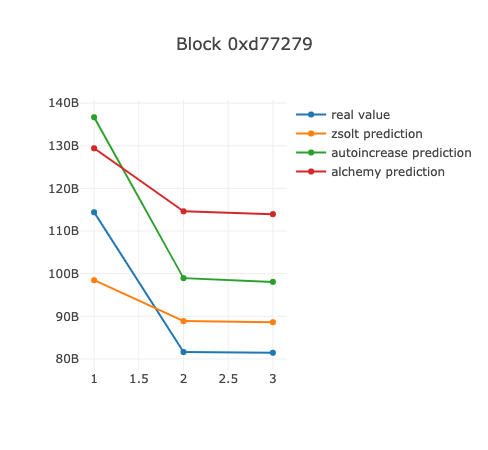 Block 0xd77279
140B
130B
120B
110B
100B
90B
80B
1 1.5 2 2.5 3
real value
zsolt prediction
autoincrease prediction
alchemy prediction